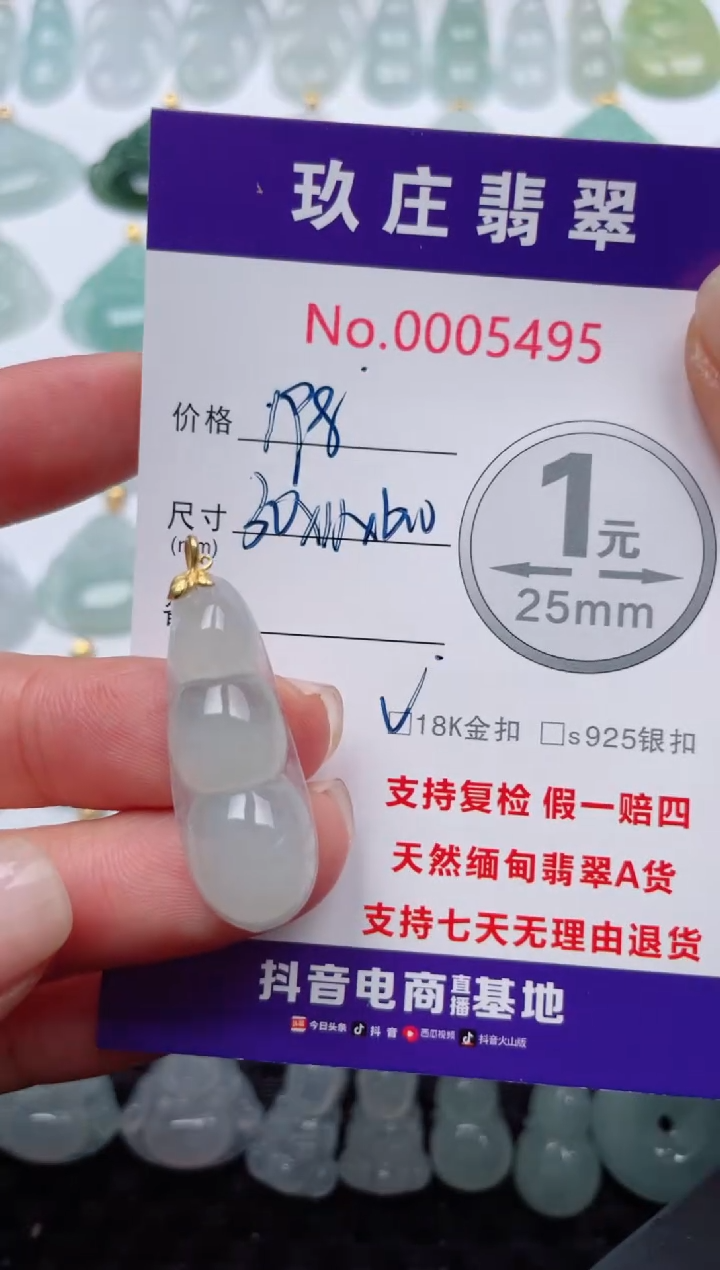 玖庄翡翠
No.0005495
价格
尺寸
(mm)
1元
25mm
18K金扣 s925银扣
支持复检 假一赔四
天然缅甸翡翠A货
支持七天无理由退货
抖音电商直播基地
今日头条 抖音 西瓜视频 抖音火山版